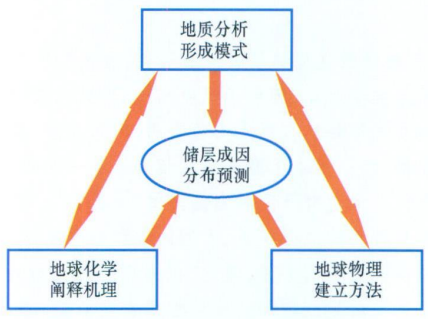 地质分析
形成模式
储层成因
分布预测
地球化学
阐释机理
地球物理
建立方法